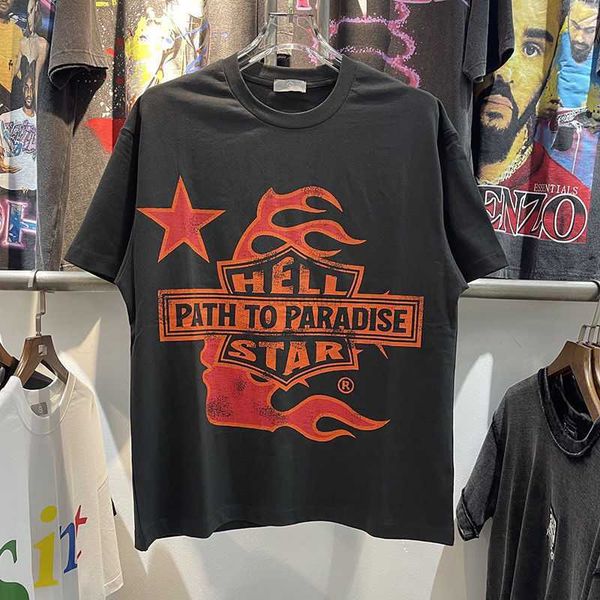 HELL
PATH TO PARADISE
STAR
®
ESSENTIALS
ENZO